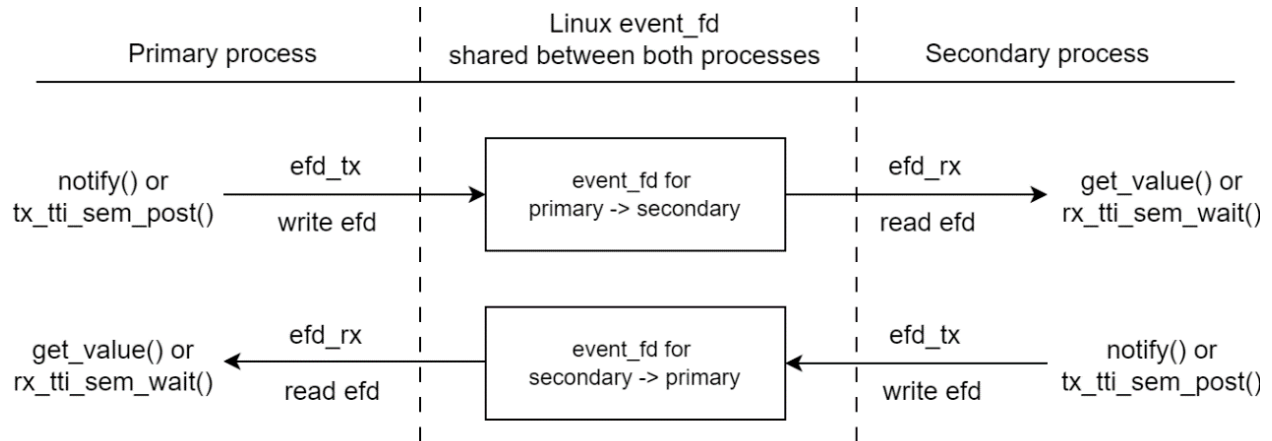 Primary process
Linux event_fd
shared between both processes
Secondary process
notify() or
tx_tti_sem_post()
efd_tx
write efd
event_fd for
primary -> secondary
efd_rx
read efd
get_value() or
rx_tti_sem_wait()
get_value() or
rx_tti_sem_wait()
efd_rx
read efd
event_fd for
secondary -> primary
efd_tx
write efd
notify() or
tx_tti_sem_post()